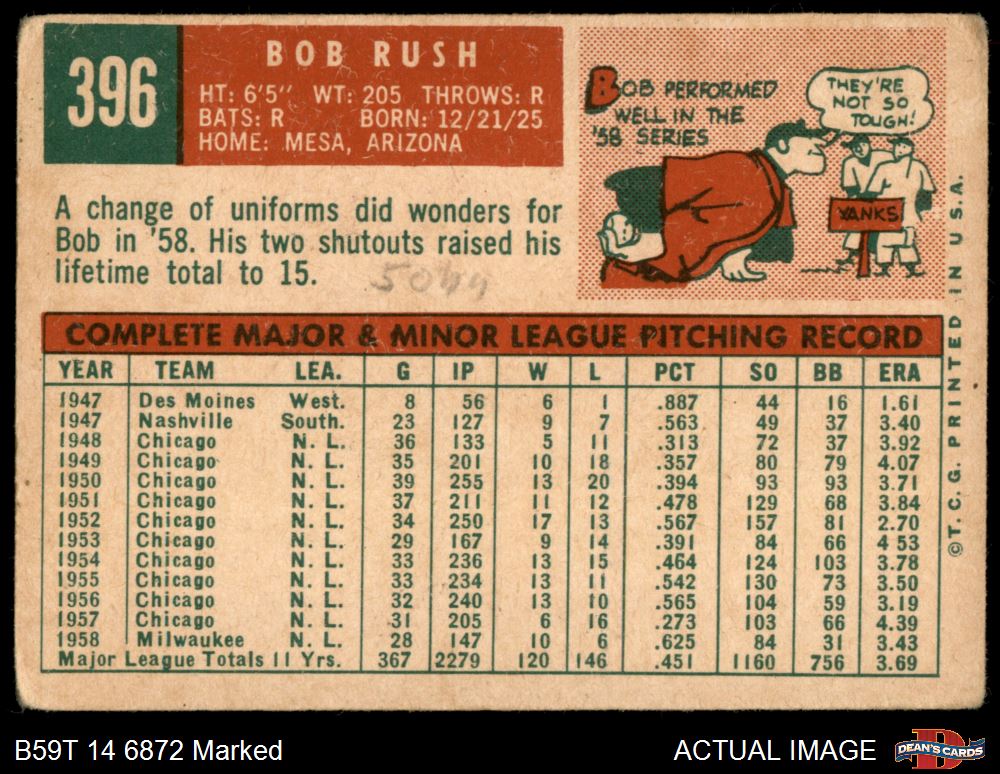 396
BOB RUSH
HT: 6'5" WT: 205 THROWS: R
BATS: R BORN: 12/21/25
HOME: MESA, ARIZONA
BOB PERFORMED
WELL IN THE
'58 SERIES
THEY'RE
NOT SO
TOUGH!
YANKS
A change of uniforms did wonders for
Bob in '58. His two shutouts raised his
lifetime total to 15.
COMPLETE MAJOR & MINOR LEAGUE PITCHING RECORD
YEAR TEAM LEA. G IP W L PCT SO BB ERA
1947 Des Moines West. 8 56 6 1 .887 44 16 1.61
1947 Nashville South. 23 127 9 7 .563 49 37 3.40
1948 Chicago N. L. 36 133 5 11 .313 72 37 3.92
1949 Chicago N. L. 35 201 10 18 .357 80 79 4.07
1950 Chicago N. L. 39 255 13 20 .394 93 93 3.71
1951 Chicago N. L. 37 211 11 12 .478 129 68 3.84
1952 Chicago N. L. 34 250 17 13 .567 157 81 2.70
1953 Chicago N. L. 29 167 9 14 .391 84 66 4 53
1954 Chicago N. L. 33 236 13 15 .464 124 103 3.78
1955 Chicago N. L. 33 234 13 11 .542 130 73 3.50
1956 Chicago N. L. 32 240 13 10 .565 104 59 3.19
1957 Chicago N. L. 31 205 6 16 .273 103 66 4.39
1958 Milwaukee N. L. 28 147 10 6 .625 84 31 3.43
Major League Totals 11 Yrs. 367 2279 120 146 .451 1160 756 3.69
© T. C. G. PRINTED IN U. S. A.
B59T 14 6872 Marked
ACTUAL IMAGE
DEAN'S CARDS